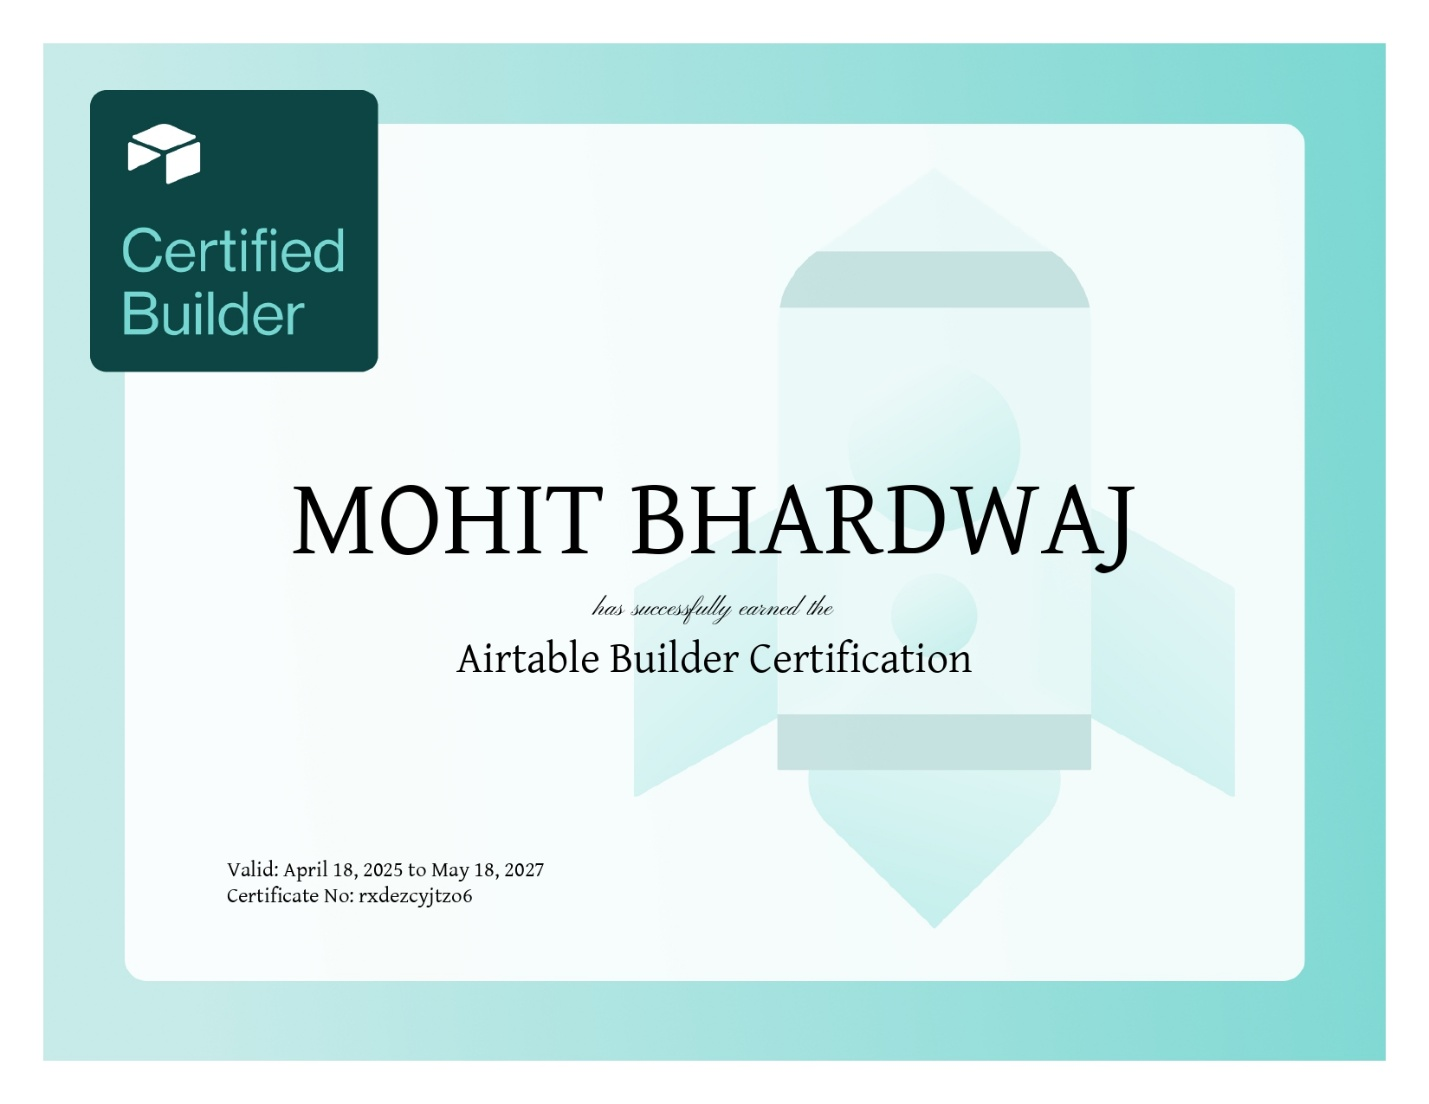 Certified
Builder
MOHIT BHARDWAJ
has successfully earned the
Airtable Builder Certification
Valid: April 18, 2025 to May 18, 2027
Certificate No: rxdezcyjtzo6